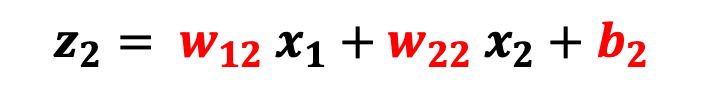 z₂ = w₁₂ x₁ + w₂₂ x₂ + b₂